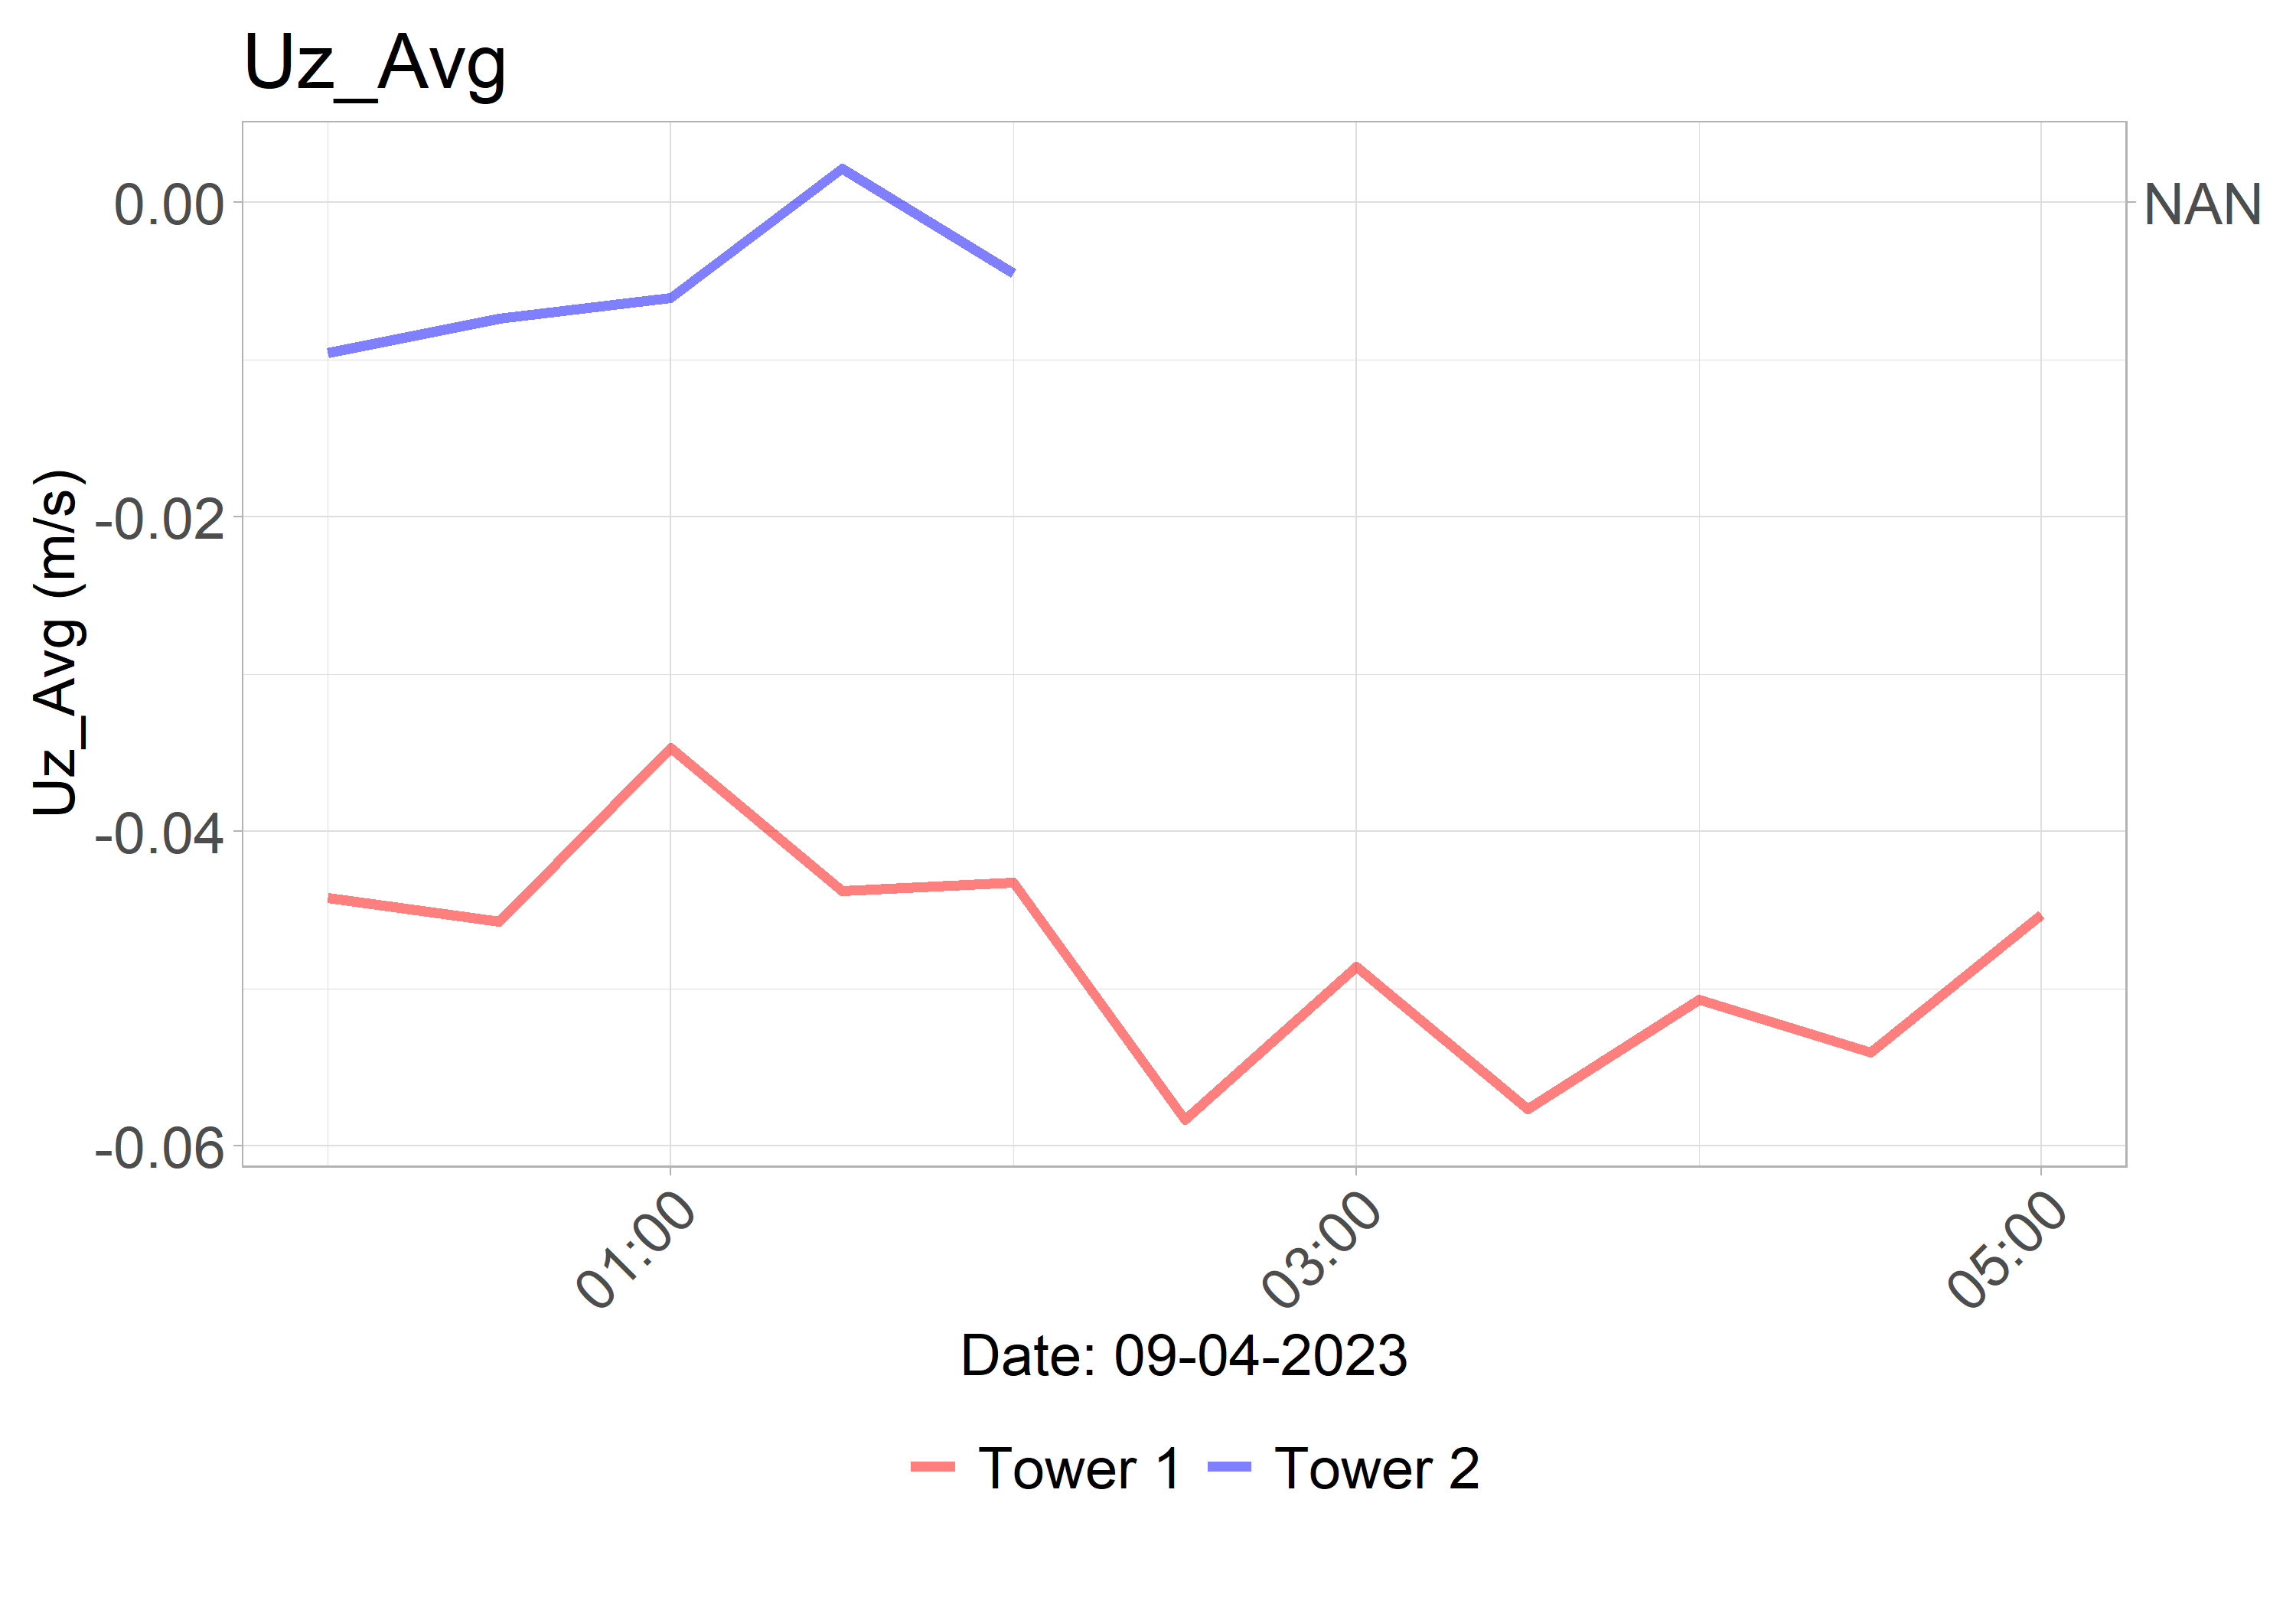 Uz_Avg
Uz_Avg (m/s)
0.00
-0.02
-0.04
-0.06
NAN
01:00
03:00
05:00
Date: 09-04-2023
Tower 1
Tower 2